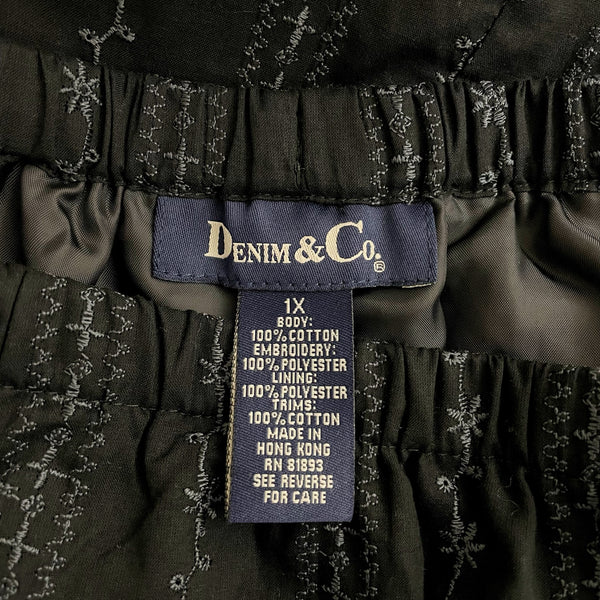 DENIM & CO.®
1X
BODY:
100% COTTON
EMBROIDERY:
100% POLYESTER
LINING:
100% POLYESTER
TRIMS:
100% COTTON
MADE IN
HONG KONG
RN 81893
SEE REVERSE
FOR CARE